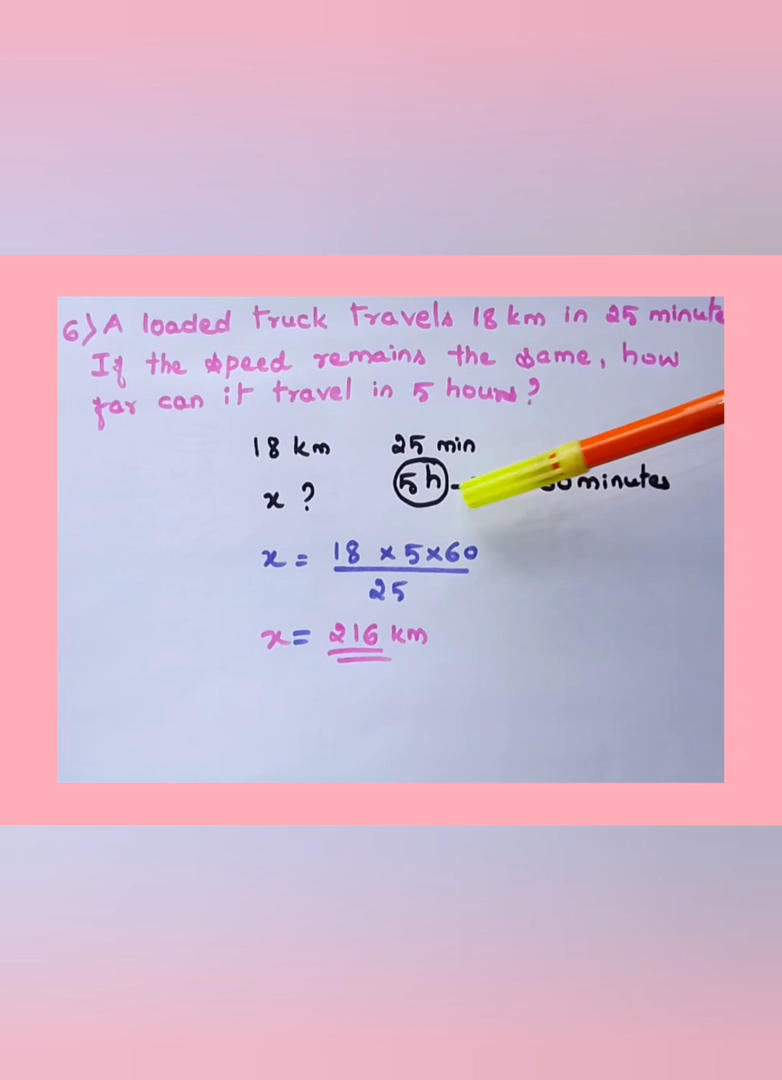 6) A loaded truck travels 18 km in 25 minute
If the speed remains the same, how
far can it travel in 5 hours?
18 km 25 min
x ? 5h - minutes
x = 18 x 5 x 60
25
x = 216 km